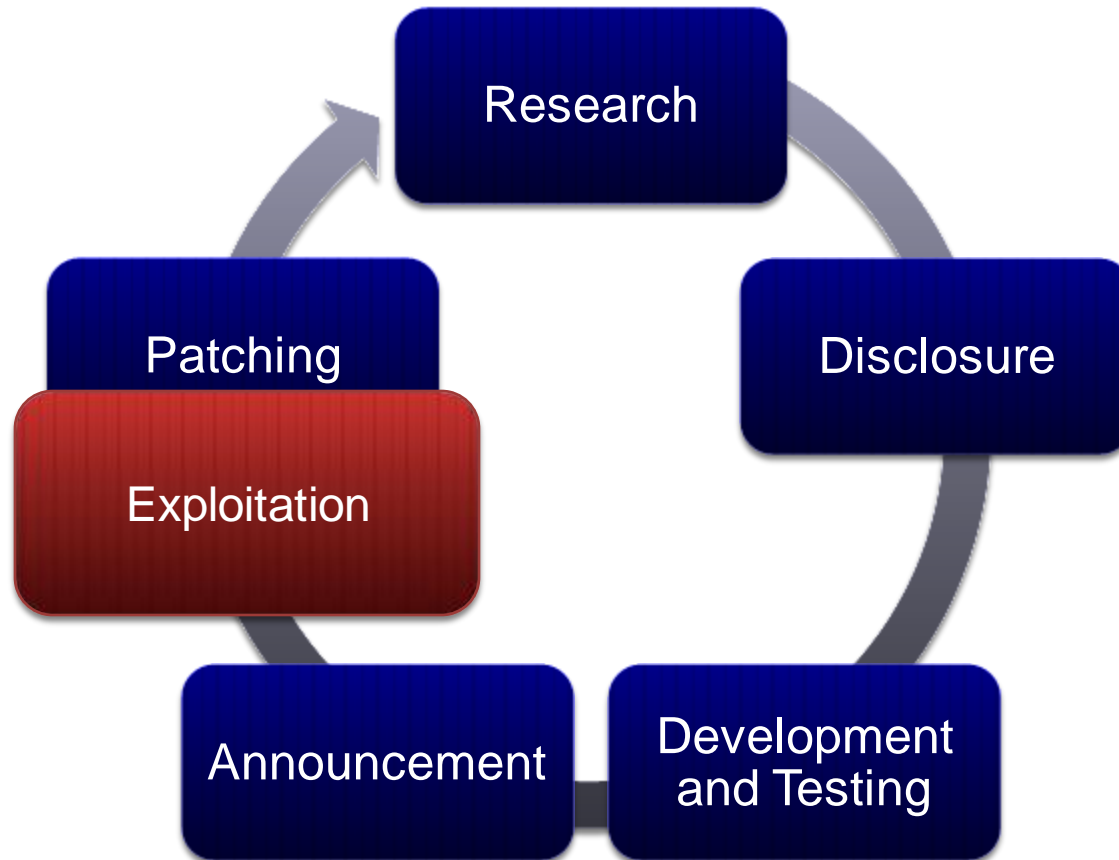 Research
Disclosure
Development
and Testing
Announcement
Exploitation
Patching